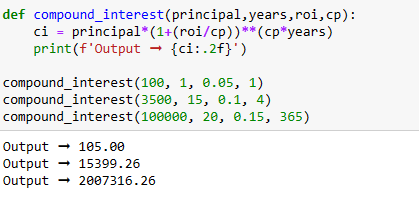 def compound_interest(principal,years,roi,cp):
    ci = principal*(1+(roi/cp))**(cp*years)
    print(f'Output → {ci:.2f}')
compound_interest(100, 1, 0.05, 1)
compound_interest(3500, 15, 0.1, 4)
compound_interest(100000, 20, 0.15, 365)
Output → 105.00
Output → 15399.26
Output → 2007316.26